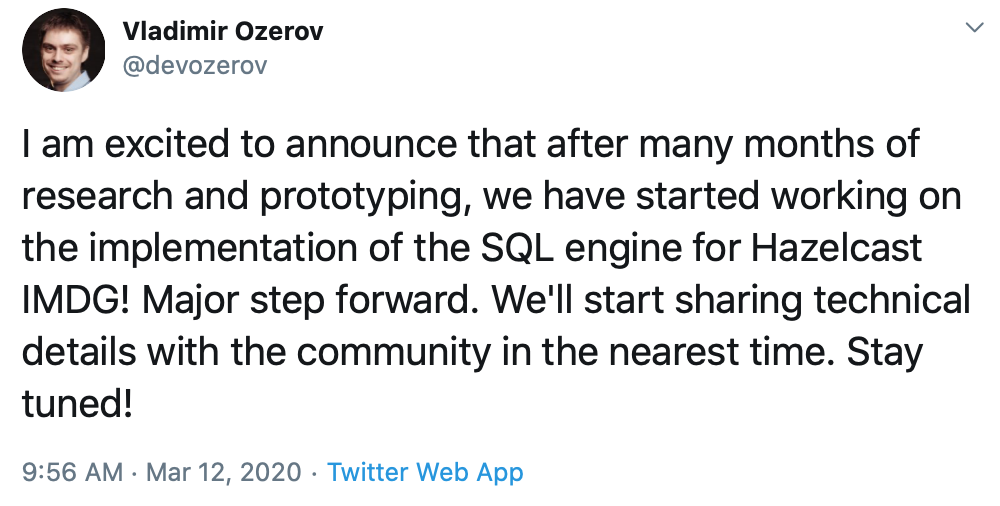 Vladimir Ozerov
@devozerov
I am excited to announce that after many months of
research and prototyping, we have started working on
the implementation of the SQL engine for Hazelcast
IMDG! Major step forward. We'll start sharing technical
details with the community in the nearest time. Stay
tuned!
9:56 AM · Mar 12, 2020 · Twitter Web App